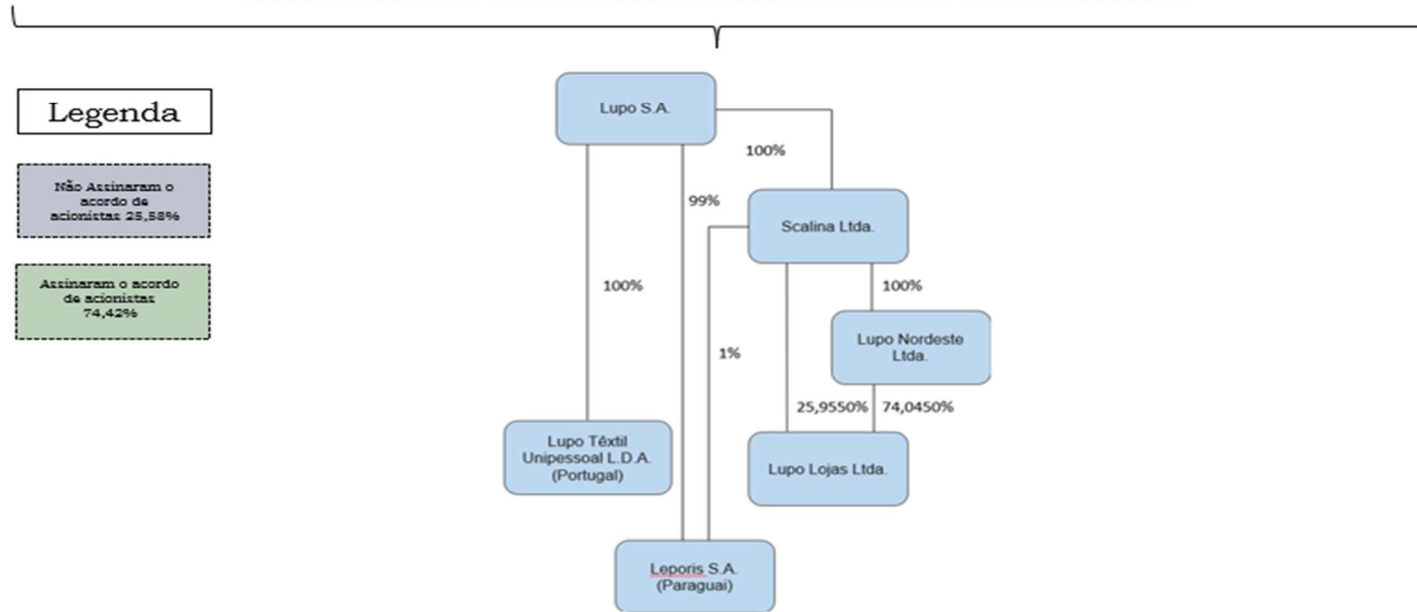 Legenda
Não Assinaram o
acordo de
acionistas 25,58%
Assinaram o acordo
de acionistas
74,42%
Lupo S.A.
100%
99%
Scalina Ltda.
100%
100%
Lupo Nordeste
Ltda.
1%
25,9550%
74,0450%
Lupo Têxtil
Unipessoal L.D.A.
(Portugal)
Lupo Lojas Ltda.
Leporis S.A.
(Paraguai)